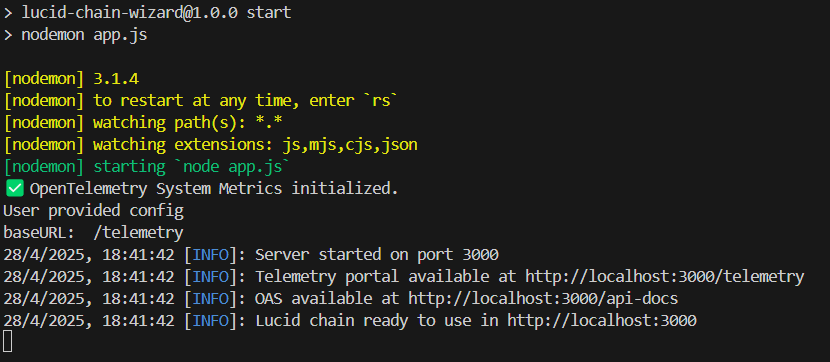 > lucid-chain-wizard@1.0.0 start
> nodemon app.js
[nodemon] 3.1.4
[nodemon] to restart at any time, enter `rs`
[nodemon] watching path(s): *.*
[nodemon] watching extensions: js,mjs,cjs,json
[nodemon] starting `node app.js`
✅ OpenTelemetry System Metrics initialized.
User provided config
baseURL:  /telemetry
28/4/2025, 18:41:42 [INFO]: Server started on port 3000
28/4/2025, 18:41:42 [INFO]: Telemetry portal available at http://localhost:3000/telemetry
28/4/2025, 18:41:42 [INFO]: OAS available at http://localhost:3000/api-docs
28/4/2025, 18:41:42 [INFO]: Lucid chain ready to use in http://localhost:3000